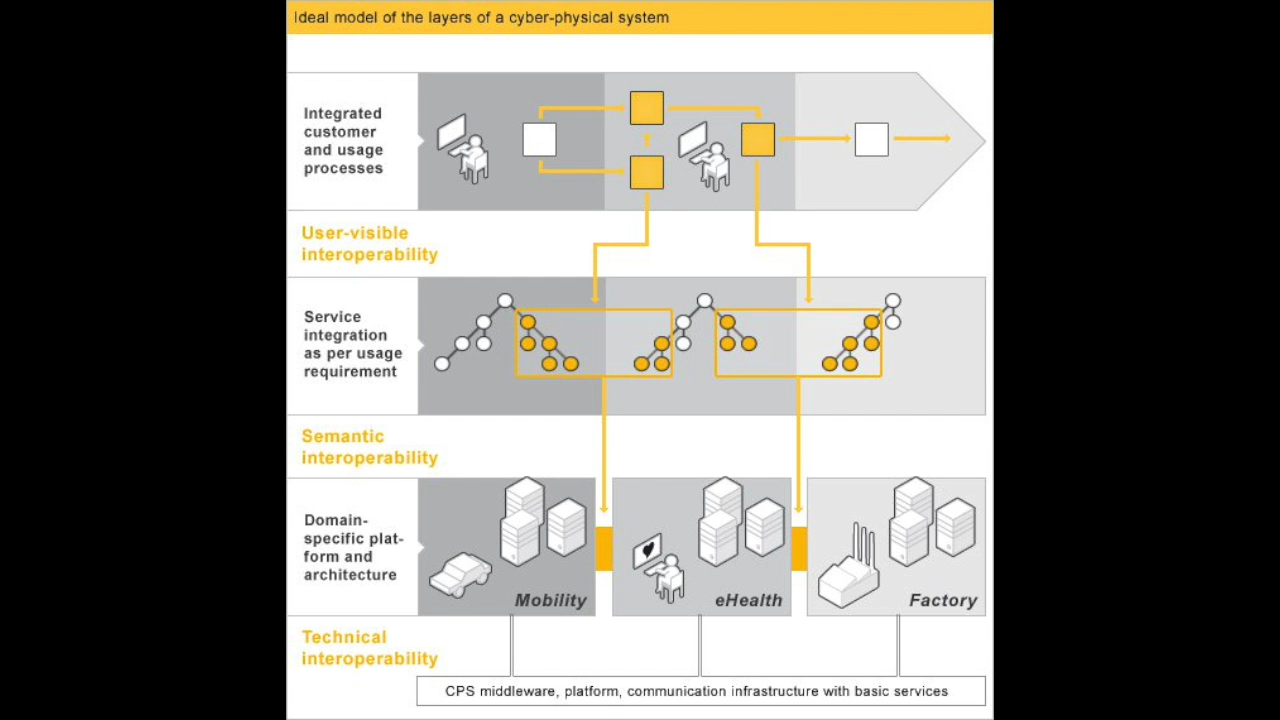 Ideal model of the layers of a cyber-physical system
Integrated
customer
and usage
processes
User-visible
interoperability
Service
integration
as per usage
requirement
Semantic
interoperability
Domain-
specific plat-
form and
architecture
Mobility
eHealth
Factory
Technical
interoperability
CPS middleware, platform, communication infrastructure with basic services